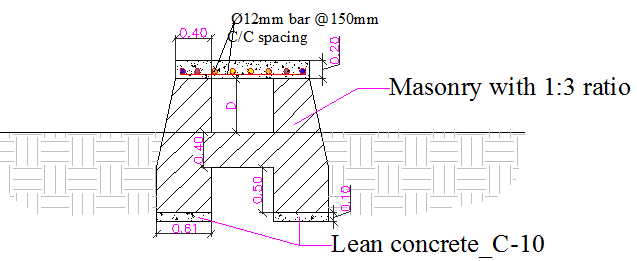 Ø12mm bar @150mm
C/C spacing
0.40
0.20
Masonry with 1:3 ratio
D
0.40
0.50
0.10
0.61
Lean concrete_C-10